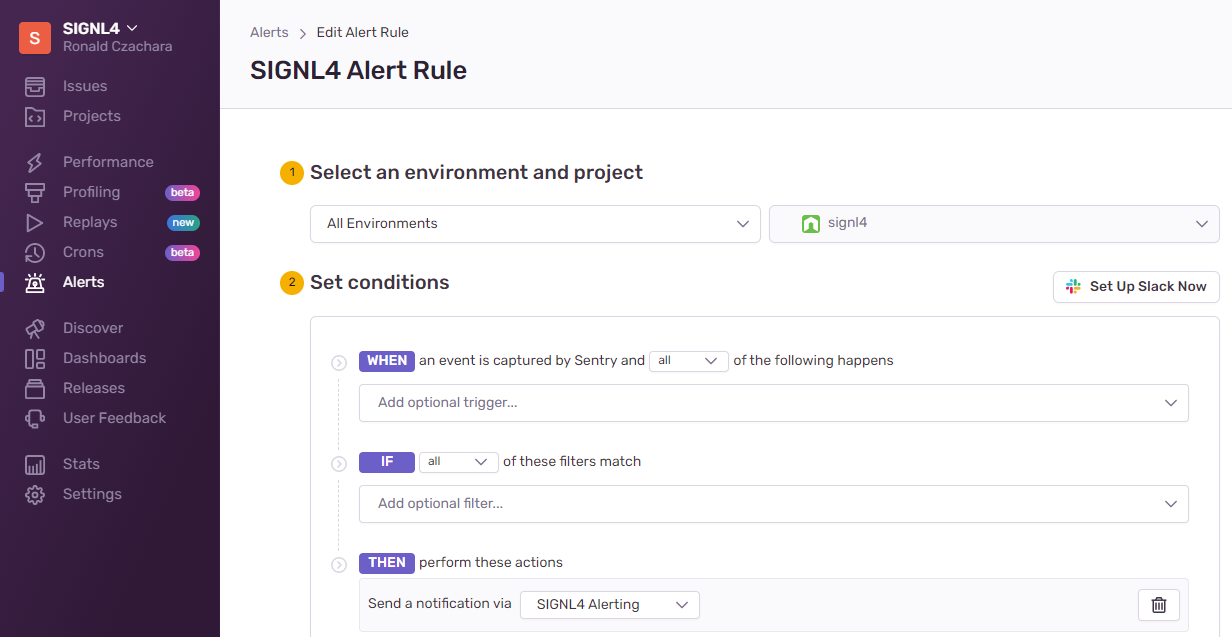 S
SIGNL4
Ronald Czachara
Issues
Projects
Performance
Profiling beta
Replays new
Crons beta
Alerts
Discover
Dashboards
Releases
User Feedback
Stats
Settings
Alerts > Edit Alert Rule
SIGNL4 Alert Rule
1 Select an environment and project
All Environments signl4
2 Set conditions
Set Up Slack Now
WHEN an event is captured by Sentry and all of the following happens
Add optional trigger...
IF all of these filters match
Add optional filter...
THEN perform these actions
Send a notification via SIGNL4 Alerting